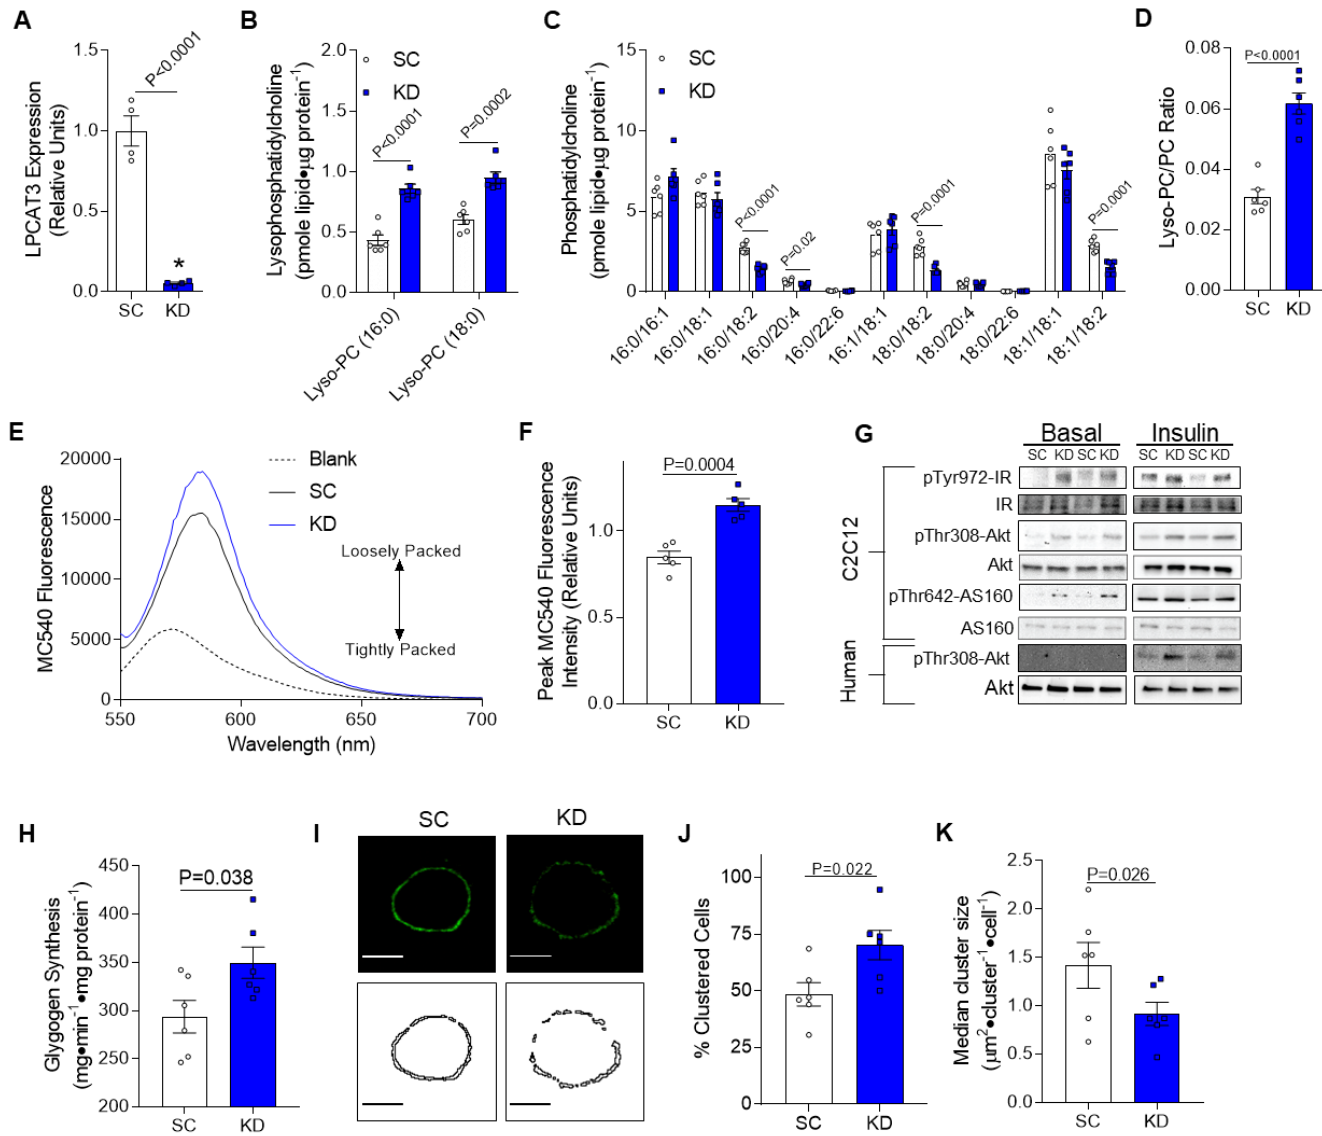 A
LPCAT3 Expression
(Relative Units)
1.5
1.0
0.5
0.0
P<0.0001
*
SC
KD
B
Lysophosphatidylcholine
(pmole lipid•µg protein⁻¹)
2.0
1.5
1.0
0.5
0.0
SC
KD
P<0.0001
P=0.0002
Lyso-PC (16:0)
Lyso-PC (18:0)
C
Phosphatidylcholine
(pmole lipid•µg protein⁻¹)
15
10
5
0
SC
KD
P<0.0001
P=0.02
P=0.0001
P=0.0001
16:0/16:1
16:0/18:1
16:0/18:2
16:0/20:4
16:0/22:6
16:1/18:1
18:0/18:2
18:0/20:4
18:0/22:6
18:1/18:1
18:1/18:2
D
Lyso-PC/PC Ratio
0.08
0.06
0.04
0.02
0.00
P<0.0001
SC
KD
E
MC540 Fluorescence
20000
15000
10000
5000
0
Blank
SC
KD
Loosely Packed
Tightly Packed
550
600
650
700
Wavelength (nm)
F
Peak MC540 Fluorescence
Intensity (Relative Units)
1.0
0.5
0.0
P=0.0004
SC
KD
G
Basal
Insulin
SC KD SC KD
SC KD SC KD
C2C12
pTyr972-IR
IR
pThr308-Akt
Akt
pThr642-AS160
AS160
Human
pThr308-Akt
Akt
H
Glygogen Synthesis
(mg•min⁻¹•mg protein⁻¹)
450
400
350
300
250
200
P=0.038
SC
KD
I
SC
KD
J
% Clustered Cells
100
75
50
25
0
P=0.022
SC
KD
K
Median cluster size
(µm²•cluster⁻¹•cell⁻¹)
2.5
2.0
1.5
1.0
0.5
0.0
P=0.026
SC
KD